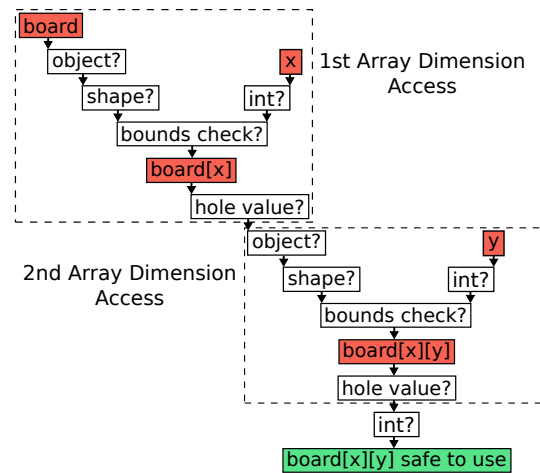 board
object?
x
1st Array Dimension
Access
shape?
int?
bounds check?
board[x]
hole value?
object?
y
2nd Array Dimension
Access
shape?
int?
bounds check?
board[x][y]
hole value?
int?
board[x][y] safe to use